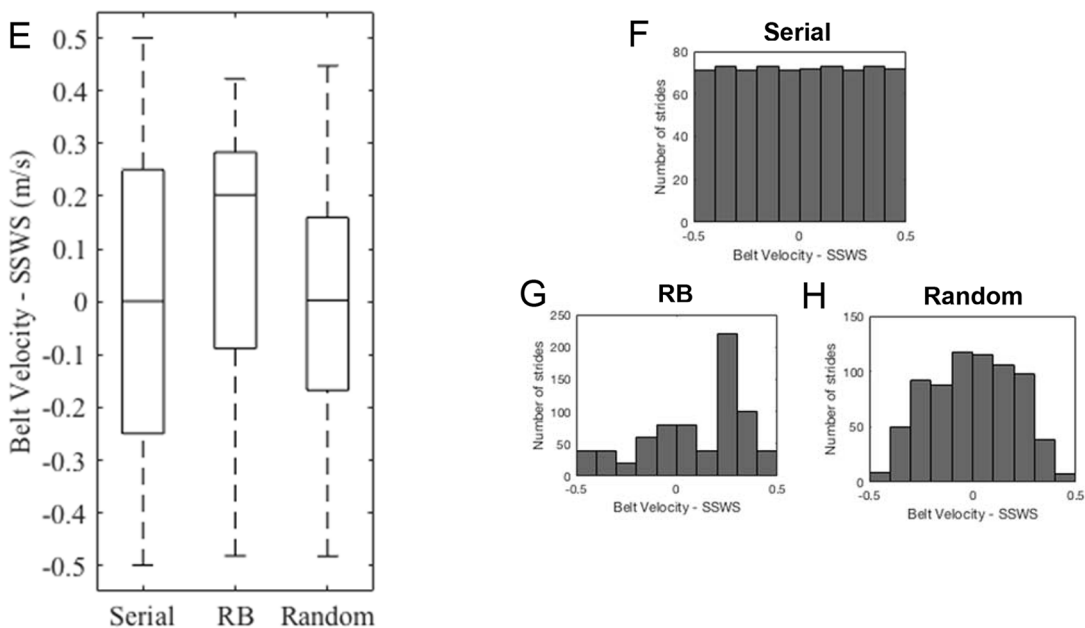 E
Belt Velocity - SSWS (m/s)
0.5
0.4
0.3
0.2
0.1
0
-0.1
-0.2
-0.3
-0.4
-0.5
Serial RB Random
F
Serial
Number of strides
80
60
40
20
0
-0.5 0 0.5
Belt Velocity - SSWS
G
RB
Number of strides
250
200
150
100
50
0
-0.5 0 0.5
Belt Velocity - SSWS
H
Random
Number of strides
150
100
50
0
-0.5 0 0.5
Belt Velocity - SSWS